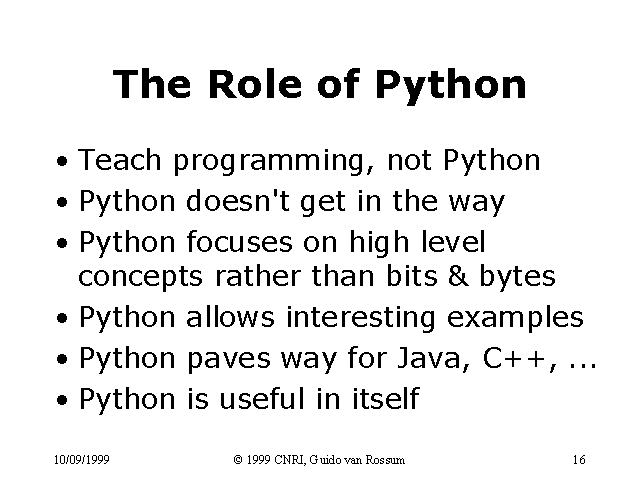 The Role of Python
• Teach programming, not Python
• Python doesn't get in the way
• Python focuses on high level
concepts rather than bits & bytes
• Python allows interesting examples
• Python paves way for Java, C++, ...
• Python is useful in itself
10/09/1999
© 1999 CNRI, Guido van Rossum
16